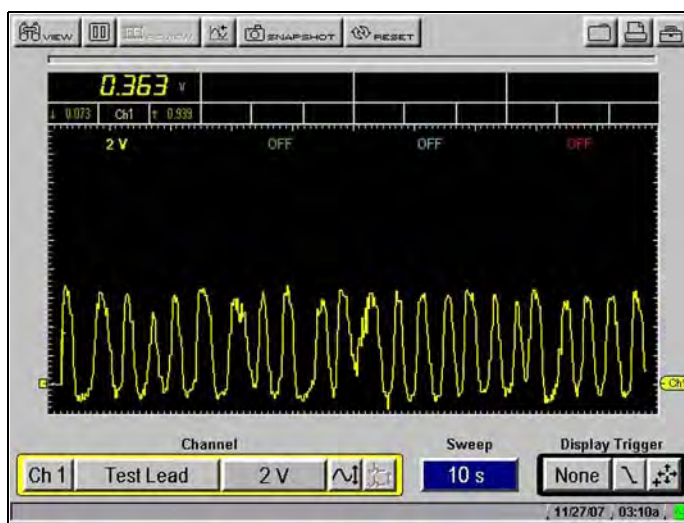 VIEW REVIEW SNAPSHOT RESET
0.363 V
↓ 0.073 Ch1 ↑ 0.939
2 V OFF OFF OFF
Ch1
Channel Sweep Display Trigger
Ch 1 Test Lead 2 V 10 s None
11/27/07 03:10a